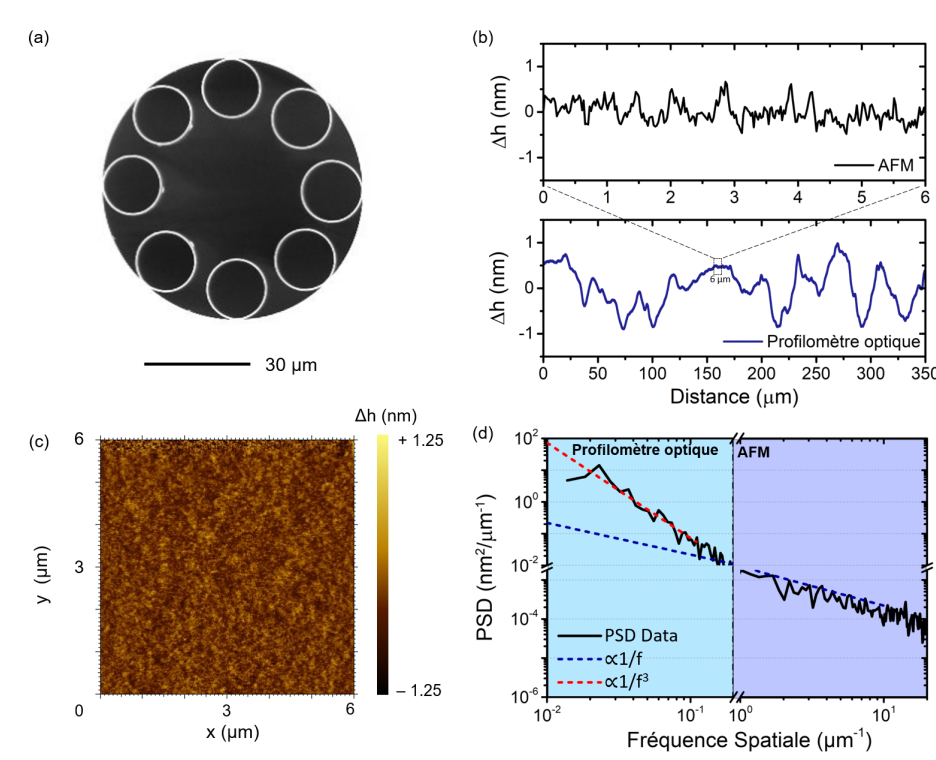 (a)
30 μm
(b)
Δh (nm)
1
0
-1
AFM
0 1 2 3 4 5 6
Δh (nm)
1
0
-1
6 μm
Profilomètre optique
0 50 100 150 200 250 300 350
Distance (μm)
(c)
Δh (nm)
+ 1.25
– 1.25
6
3
0
y (μm)
3 6
x (μm)
(d)
Profilomètre optique
AFM
PSD (nm²/μm⁻¹)
10²
10⁰
10⁻²
10⁻⁴
10⁻⁶
PSD Data
∝1/f
∝1/f³
10⁻² 10⁻¹ 10⁰ 10¹
Fréquence Spatiale (μm⁻¹)